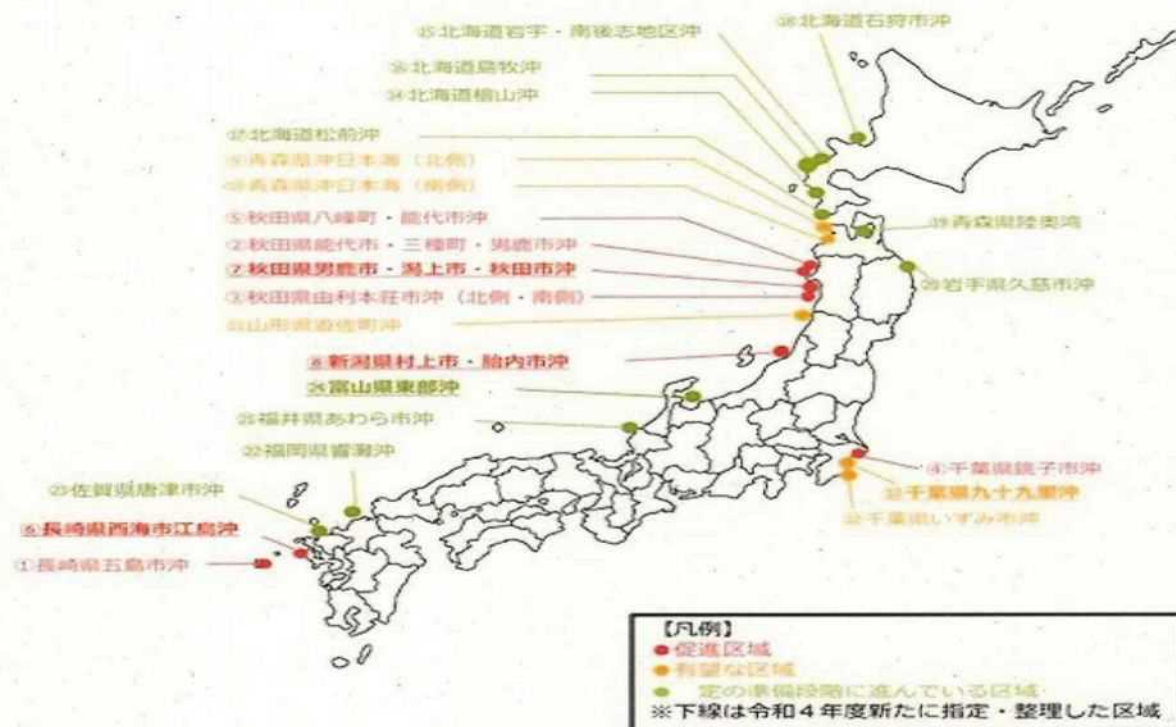 ⑮北海道岩宇・南後志地区沖
⑱北海道石狩市沖
⑯北海道島牧沖
⑭北海道檜山沖
⑰北海道松前沖
⑨青森県沖日本海（北側）
⑩青森県沖日本海（南側）
⑤秋田県八峰町・能代市沖
②秋田県能代市・三種町・男鹿市沖
⑦秋田県男鹿市・潟上市・秋田市沖
③秋田県由利本荘市沖（北側・南側）
山形県遊佐町沖
⑧新潟県村上市・胎内市沖
富山県東部沖
福井県あわら市沖
㉒福岡県響灘沖
㉓佐賀県唐津市沖
⑥長崎県西海市江島沖
①長崎県五島市沖
⑲青森県陸奥湾
⑳岩手県久慈市沖
④千葉県銚子市沖
千葉県九十九里沖
千葉県いすみ市沖
【凡例】
促進区域
有望な区域
定の準備段階に進んでいる区域
※下線は令和４年度新たに指定・整理した区域